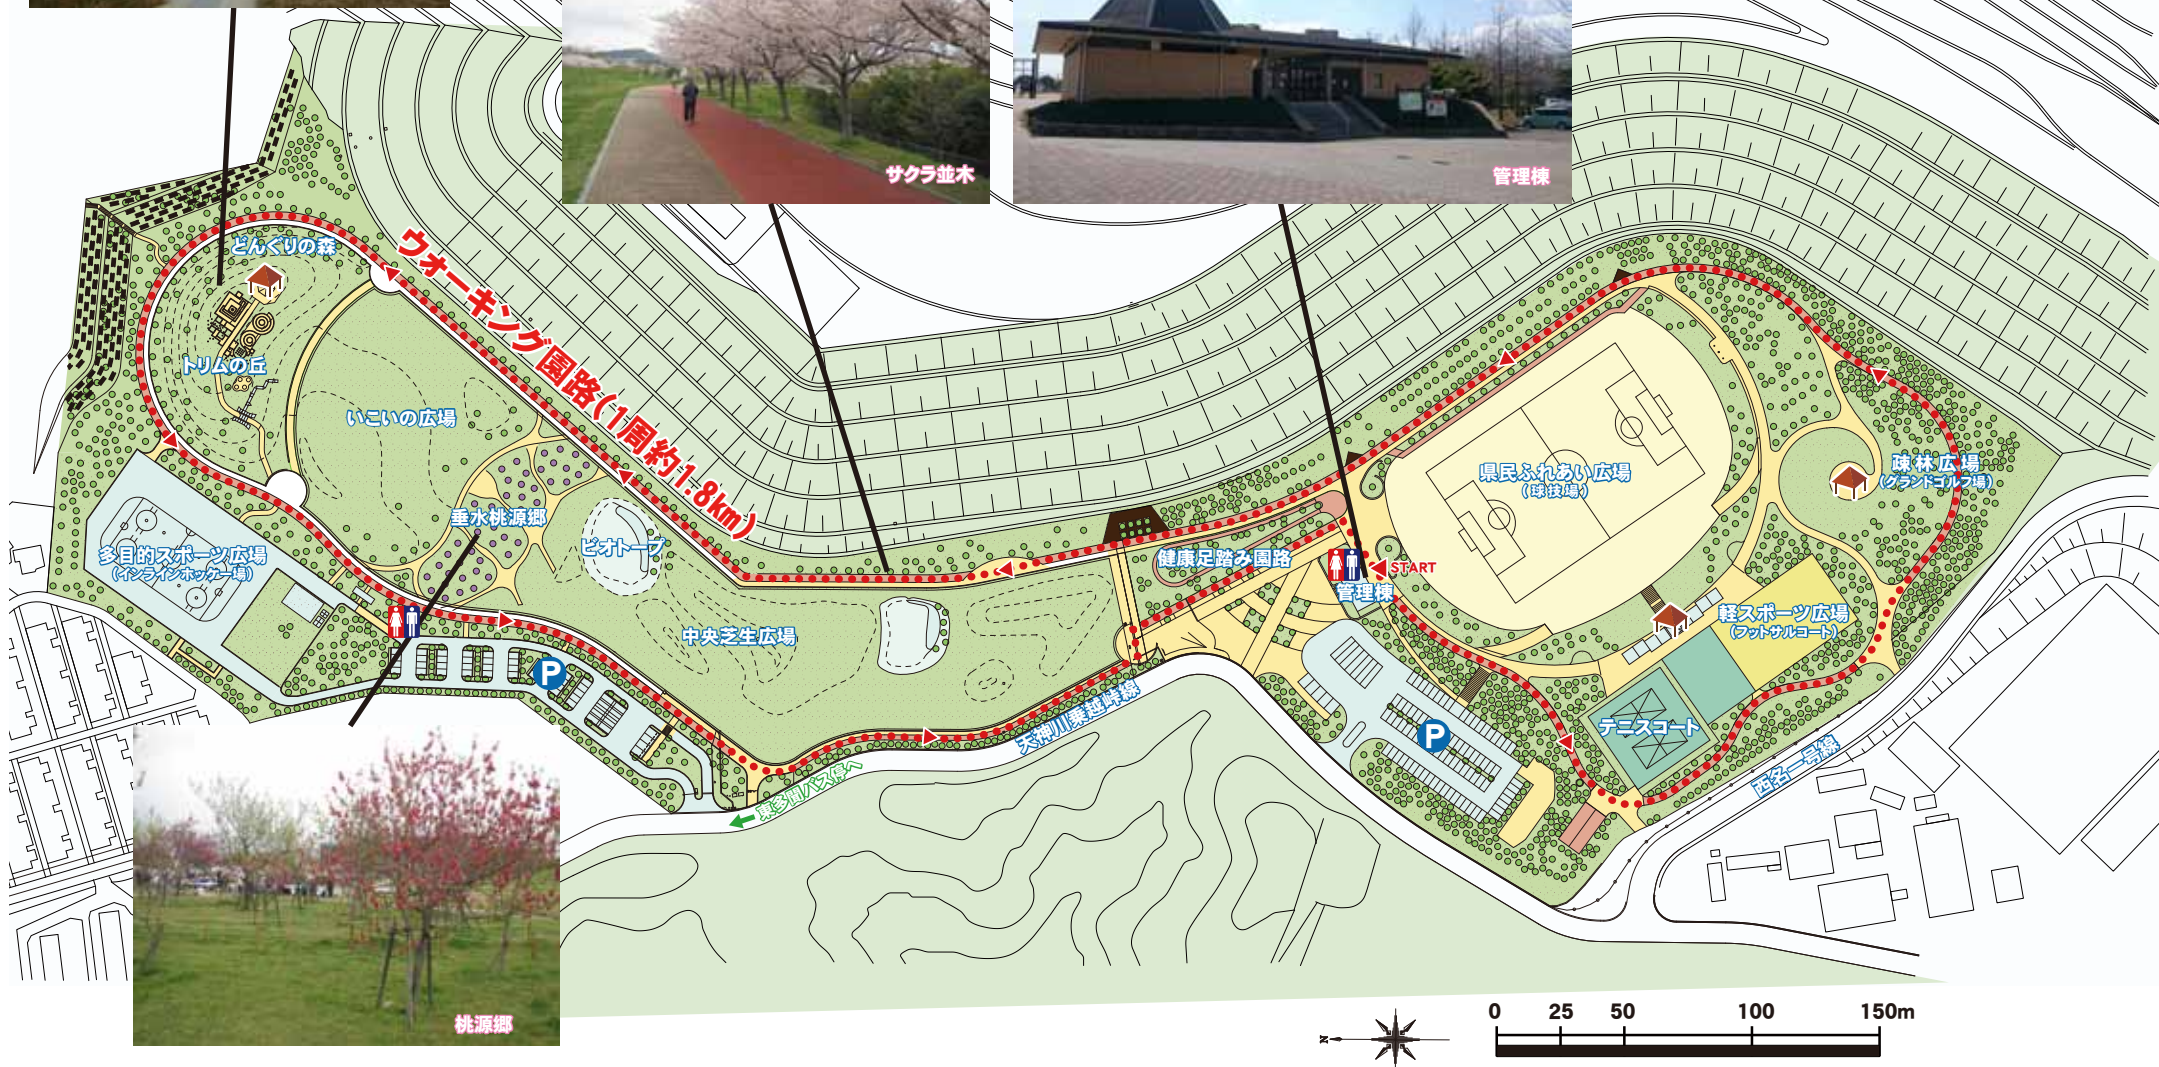 サクラ並木
管理棟
どんぐりの森
ウォーキング園路(1周約1.8km)
トリムの丘
いこいの広場
垂水桃源郷
ビオトープ
多目的スポーツ広場
(インラインホッケー場)
中央芝生広場
健康足踏み園路
START
管理棟
県民ふれあい広場
(球技場)
疎林広場
(グランドゴルフ場)
軽スポーツ広場
(フットサルコート)
テニスコート
P
P
天神川乗越峠線
東多聞バス停へ
西名一号線
桃源郷
N
0 25 50 100 150m